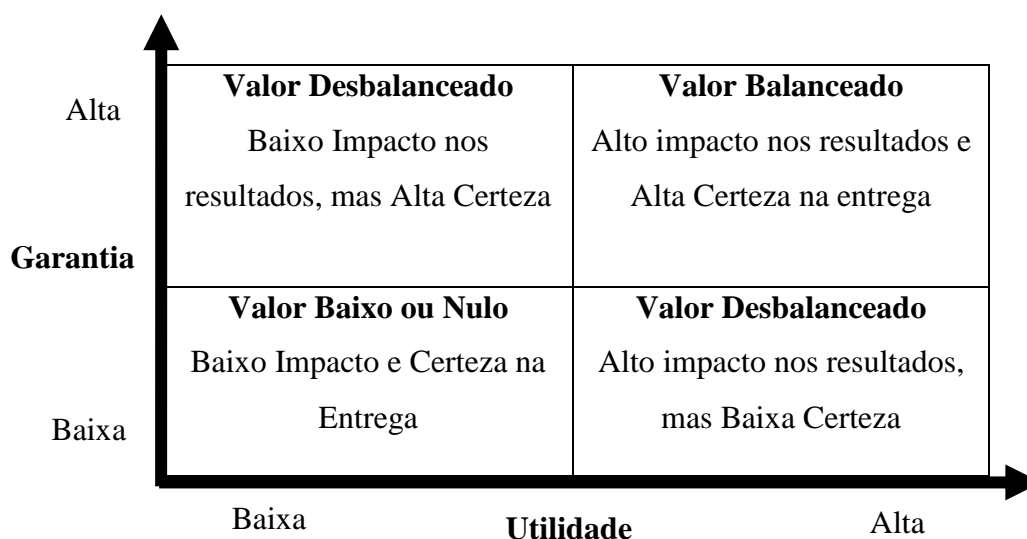 Alta
Valor Desbalanceado
Baixo Impacto nos
resultados, mas Alta Certeza
Valor Balanceado
Alto impacto nos resultados e
Alta Certeza na entrega
Garantia
Baixa
Valor Baixo ou Nulo
Baixo Impacto e Certeza na
Entrega
Valor Desbalanceado
Alto impacto nos resultados,
mas Baixa Certeza
Baixa
Utilidade
Alta